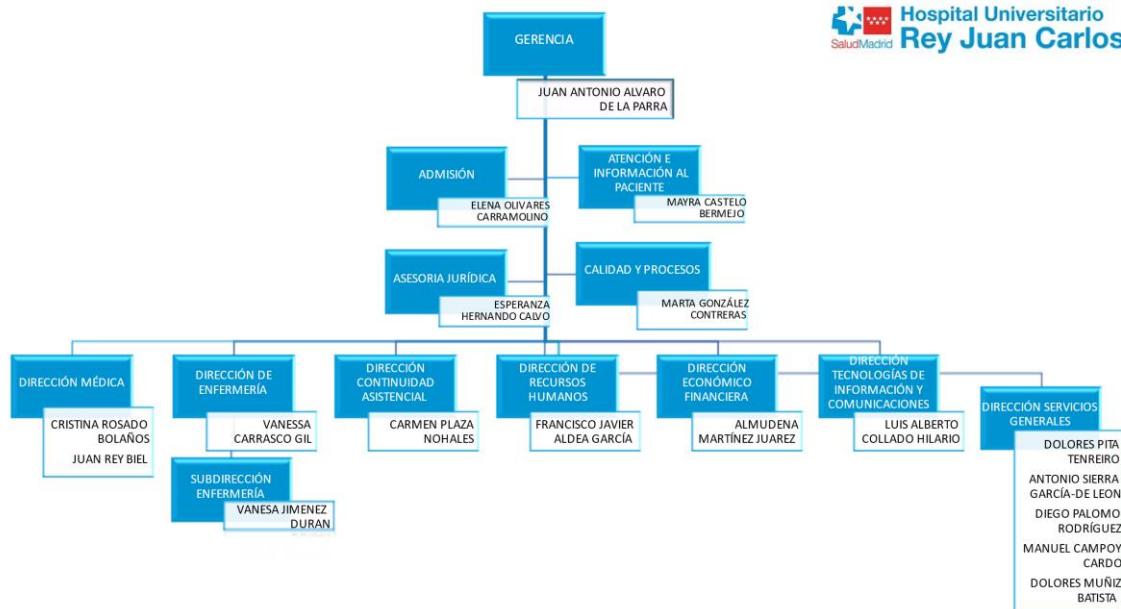 Hospital Universitario
SaludMadrid
Rey Juan Carlos
GERENCIA
JUAN ANTONIO ALVARO
DE LA PARRA
ADMISIÓN
ELENA OLIVARES
CARRAMOLINO
ATENCIÓN E
INFORMACIÓN AL
PACIENTE
MAYRA CASTELO
BERMEJO
ASESORIA JURÍDICA
ESPERANZA
HERNANDO CALVO
CALIDAD Y PROCESOS
MARTA GONZÁLEZ
CONTRERAS
DIRECCIÓN MÉDICA
CRISTINA ROSADO
BOLAÑOS
JUAN REY BIEL
DIRECCIÓN DE
ENFERMERÍA
VANESSA
CARRASCO GIL
SUBDIRECCIÓN
ENFERMERÍA
VANESA JIMENEZ
DURAN
DIRECCIÓN
CONTINUIDAD
ASISTENCIAL
CARMEN PLAZA
NOHALES
DIRECCIÓN DE
RECURSOS
HUMANOS
FRANCISCO JAVIER
ALDEA GARCÍA
DIRECCIÓN
ECONÓMICO
FINANCIERA
ALMUDENA
MARTÍNEZ JUAREZ
DIRECCIÓN
TECNOLOGÍAS DE
INFORMACIÓN Y
COMUNICACIONES
LUIS ALBERTO
COLLADO HILARIO
DIRECCIÓN SERVICIOS
GENERALES
DOLORES PITA
TENREIRO
ANTONIO SIERRA
GARCÍA-DE LEON
DIEGO PALOMO
RODRÍGUEZ
MANUEL CAMPOY
CARDO
DOLORES MUÑIZ
BATISTA